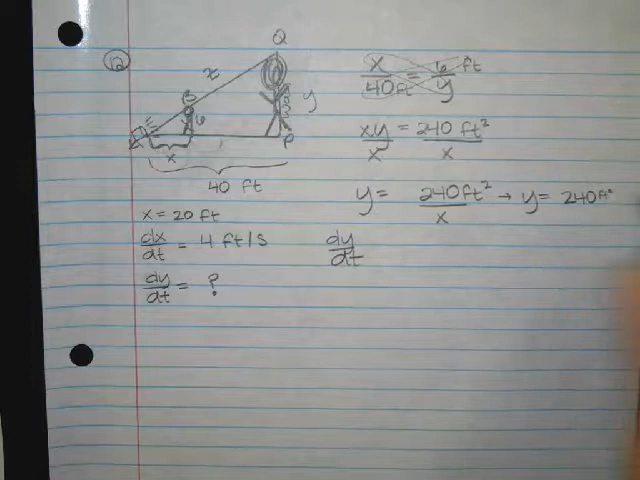 12
Q
z
B
6
y
x
P
40 ft
x = 20 ft
dx/dt = 4 ft/s
dy/dt = ?
x/40ft = 6/y ft
xy/x = 240 ft²/x
y = 240ft²/x → y = 240ft²
dy/dt